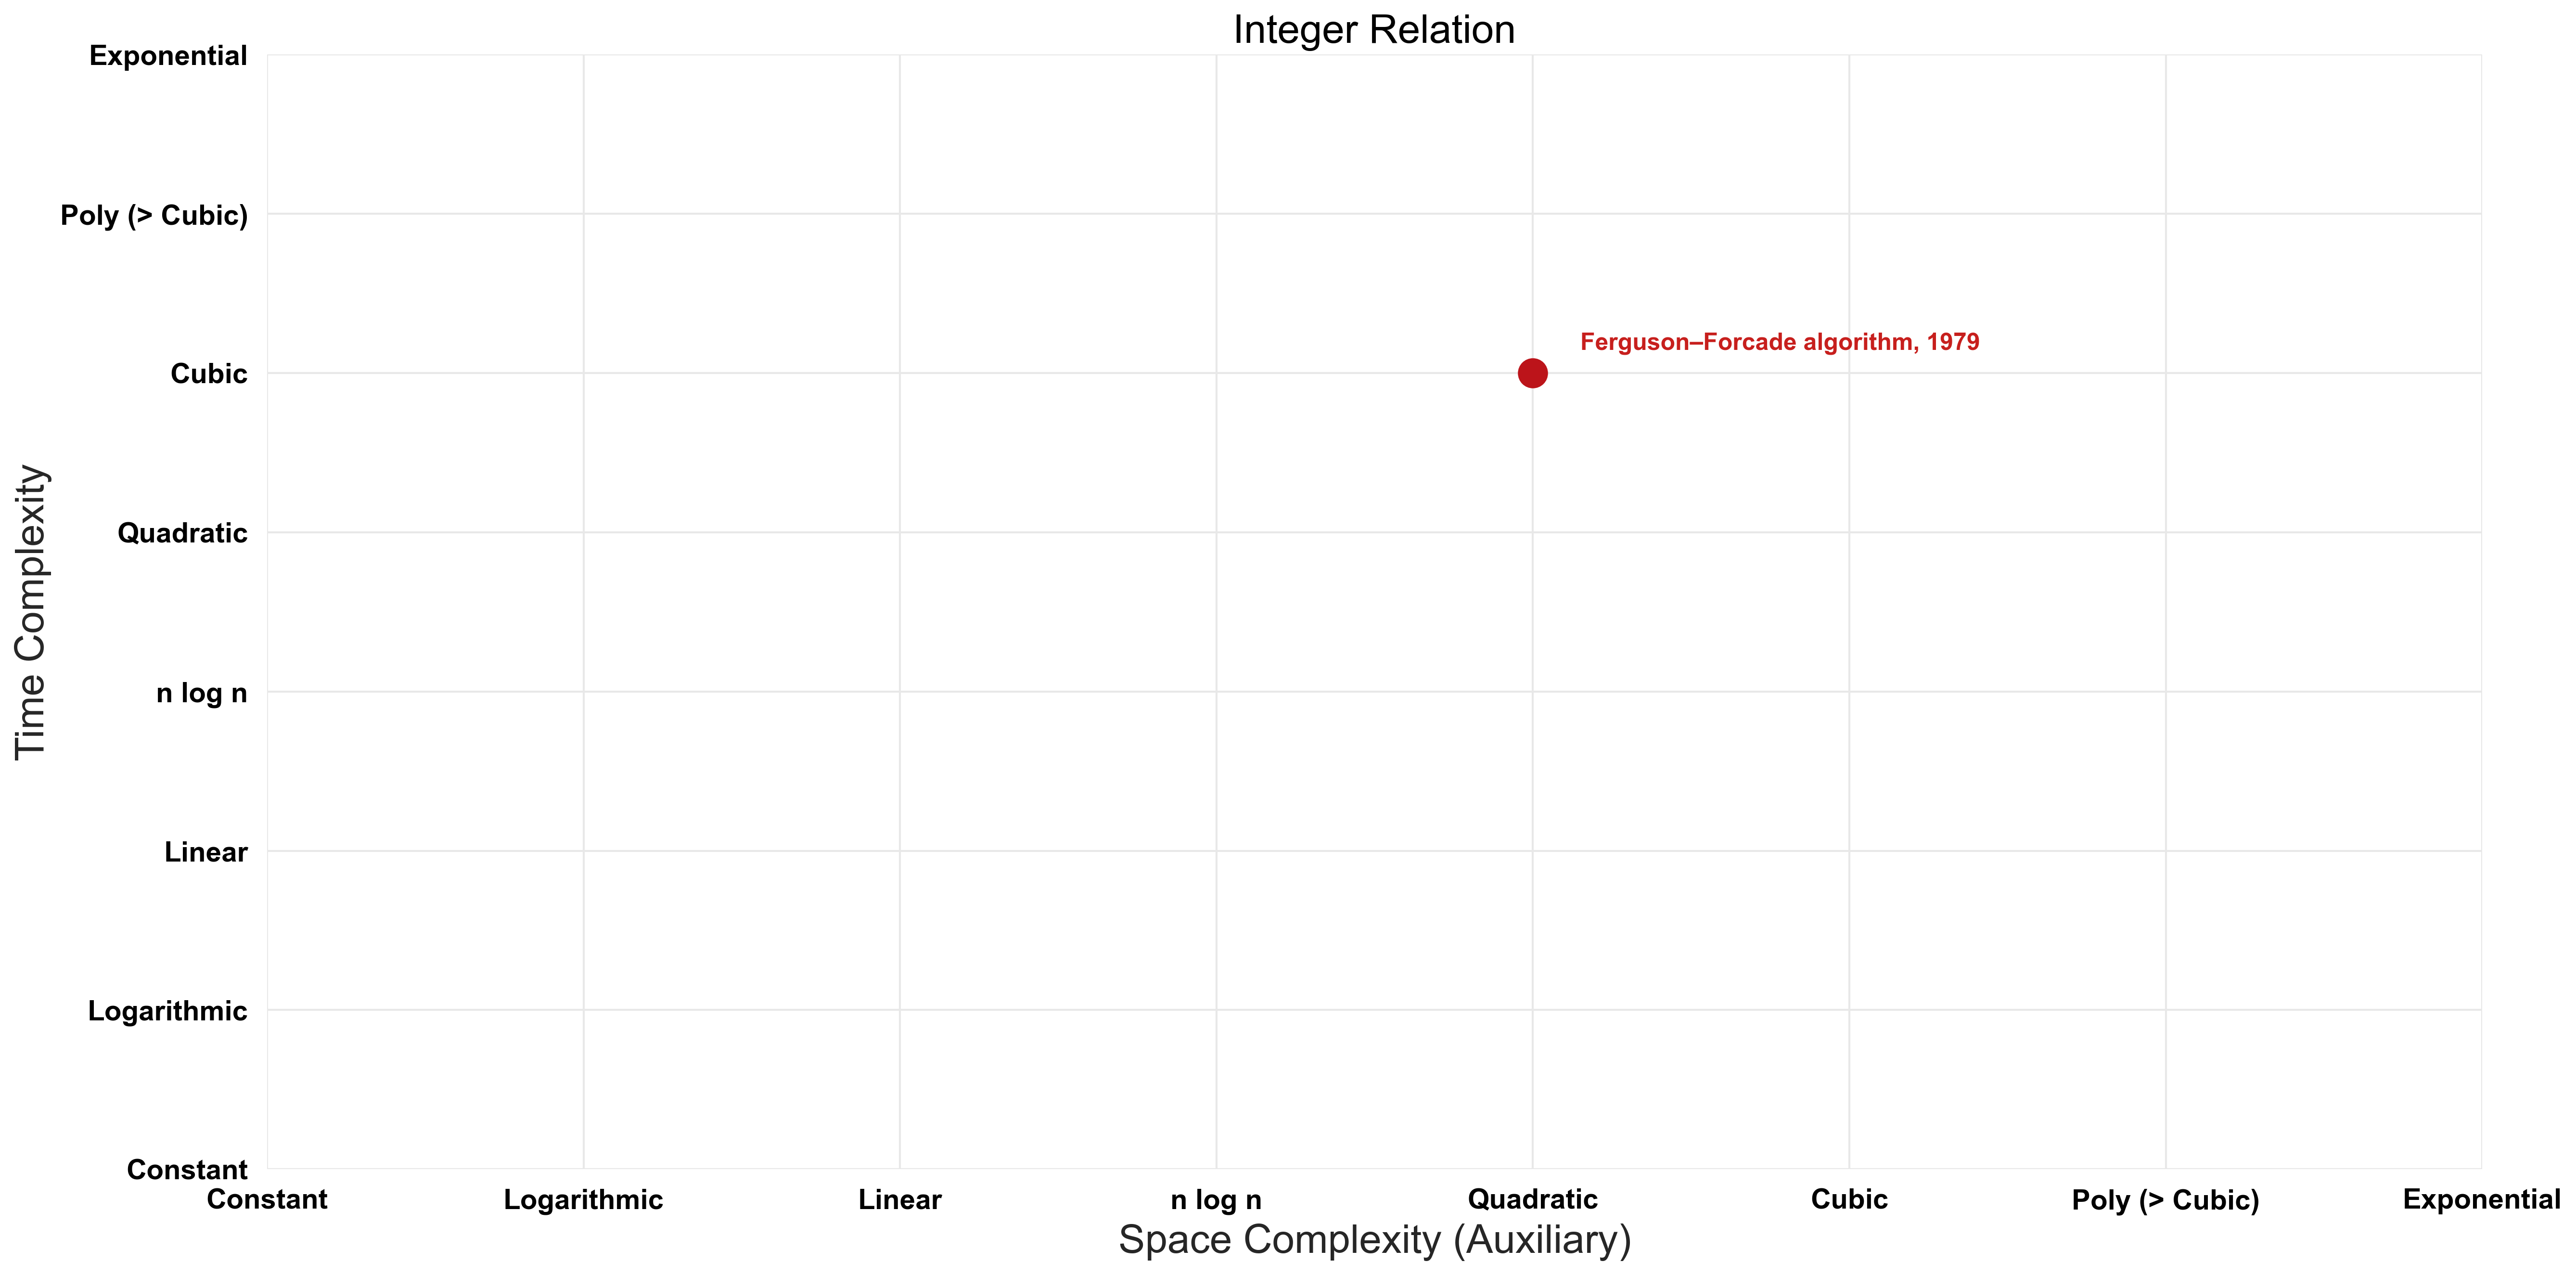 Integer Relation
Exponential
Poly (> Cubic)
Cubic
Quadratic
n log n
Linear
Logarithmic
Constant
Time Complexity
Ferguson–Forcade algorithm, 1979
Constant
Logarithmic
Linear
n log n
Quadratic
Cubic
Poly (> Cubic)
Exponential
Space Complexity (Auxiliary)